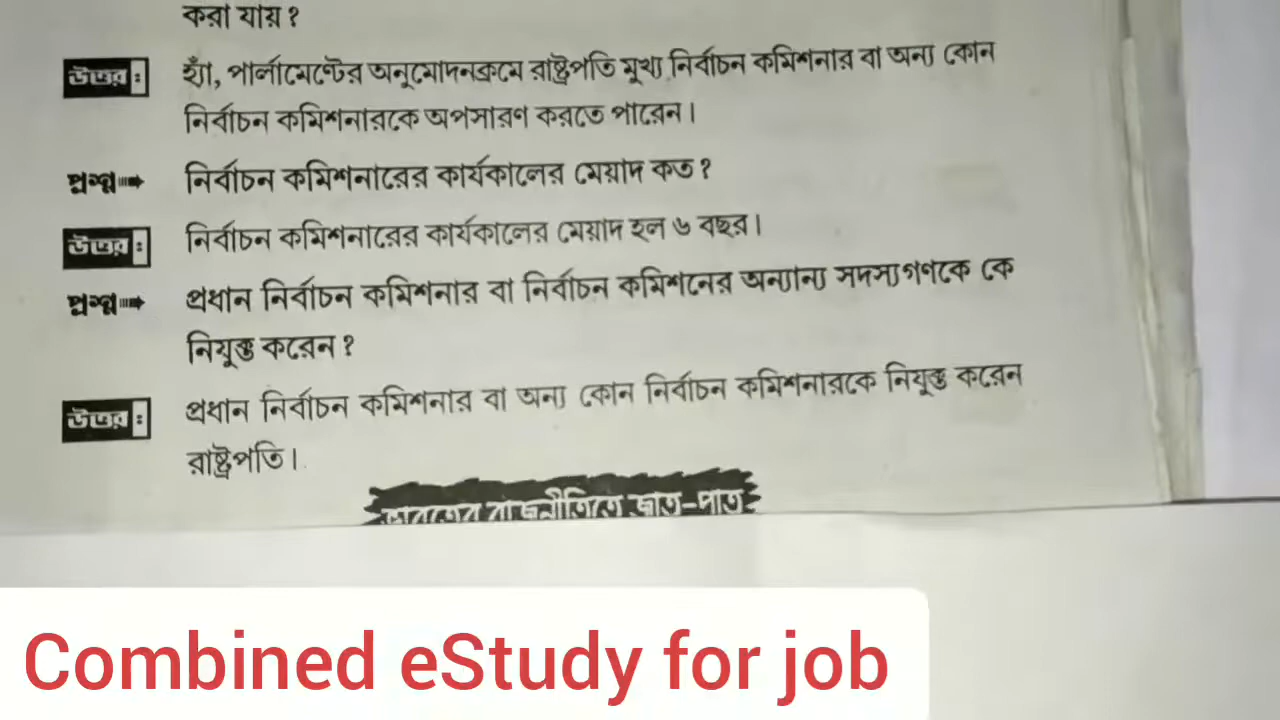 করা যায় ?
উত্তর : হ্যাঁ, পার্লামেন্টের অনুমোদনক্রমে রাষ্ট্রপতি মুখ্য নির্বাচন কমিশনার বা অন্য কোন
নির্বাচন কমিশনারকে অপসারণ করতে পারেন।
প্রশ্ন নির্বাচন কমিশনারের কার্যকালের মেয়াদ কত ?
উত্তর : নির্বাচন কমিশনারের কার্যকালের মেয়াদ হল ৬ বছর।
প্রশ্ন প্রধান নির্বাচন কমিশনার বা নির্বাচন কমিশনের অন্যান্য সদস্যগণকে কে
নিযুক্ত করেন ?
উত্তর : প্রধান নির্বাচন কমিশনার বা অন্য কোন নির্বাচন কমিশনারকে নিযুক্ত করেন
রাষ্ট্রপতি।
ভারতের রাজনীতিতে জাত-পাত
Combined eStudy for job